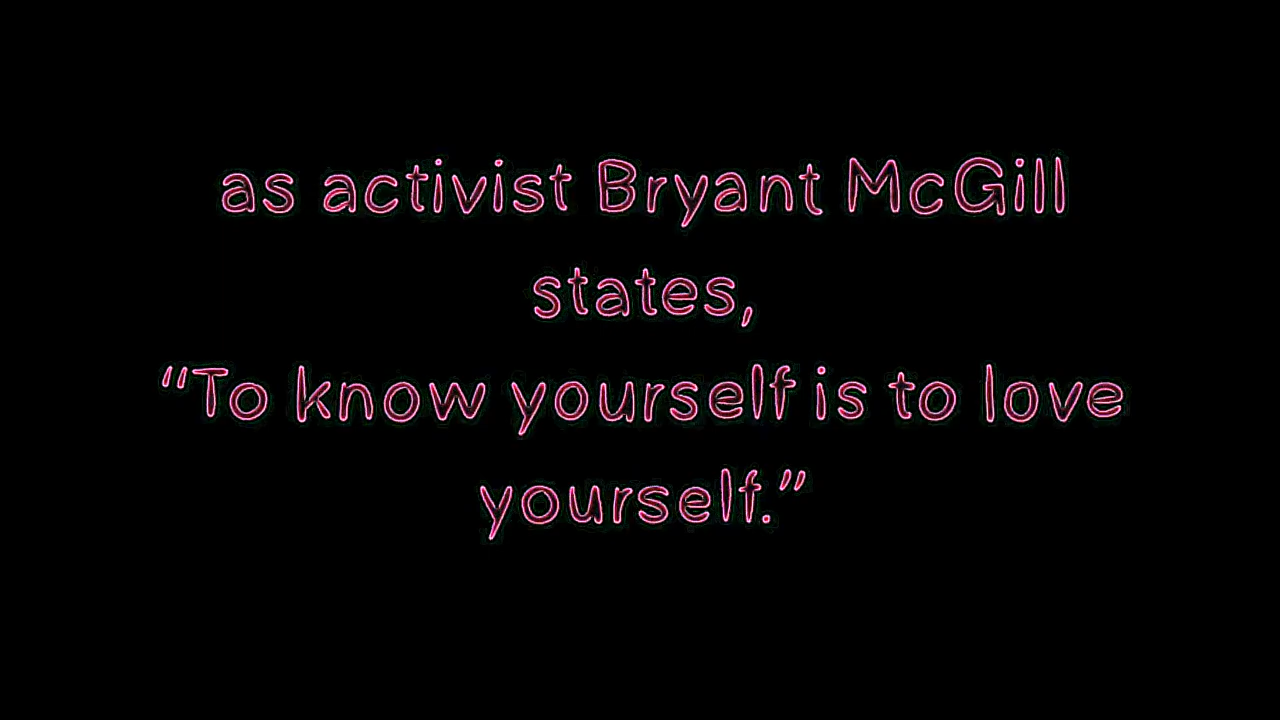 as activist Bryant McGill
states,
“To know yourself is to love
yourself.”